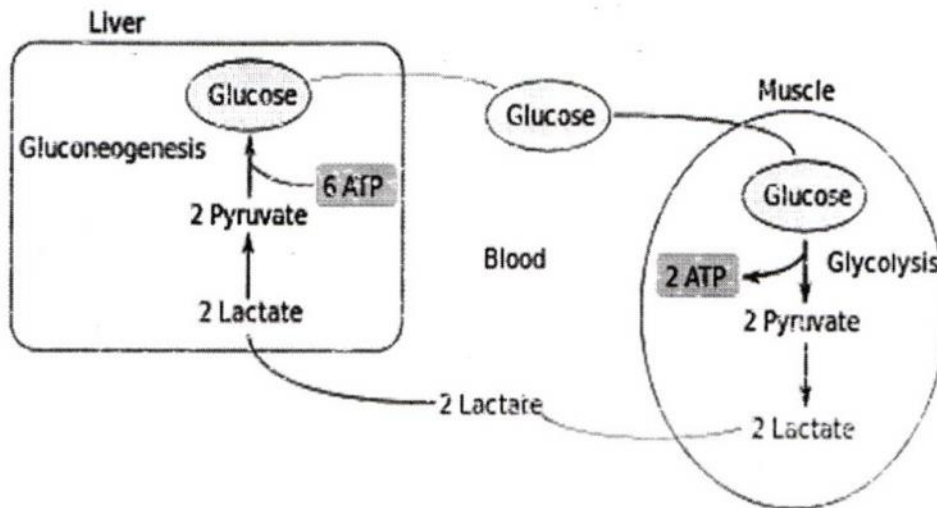 Liver
Glucose
Gluconeogenesis
6 ATP
2 Pyruvate
2 Lactate
Glucose
Blood
2 Lactate
Muscle
Glucose
2 ATP
Glycolysis
2 Pyruvate
2 Lactate